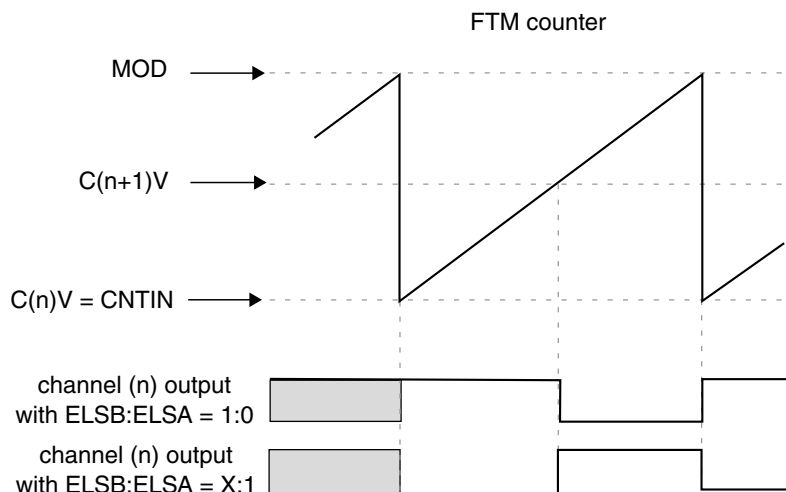 FTM counter
MOD
C(n+1)V
C(n)V = CNTIN
channel (n) output
with ELSB:ELSA = 1:0
channel (n) output
with ELSB:ELSA = X:1